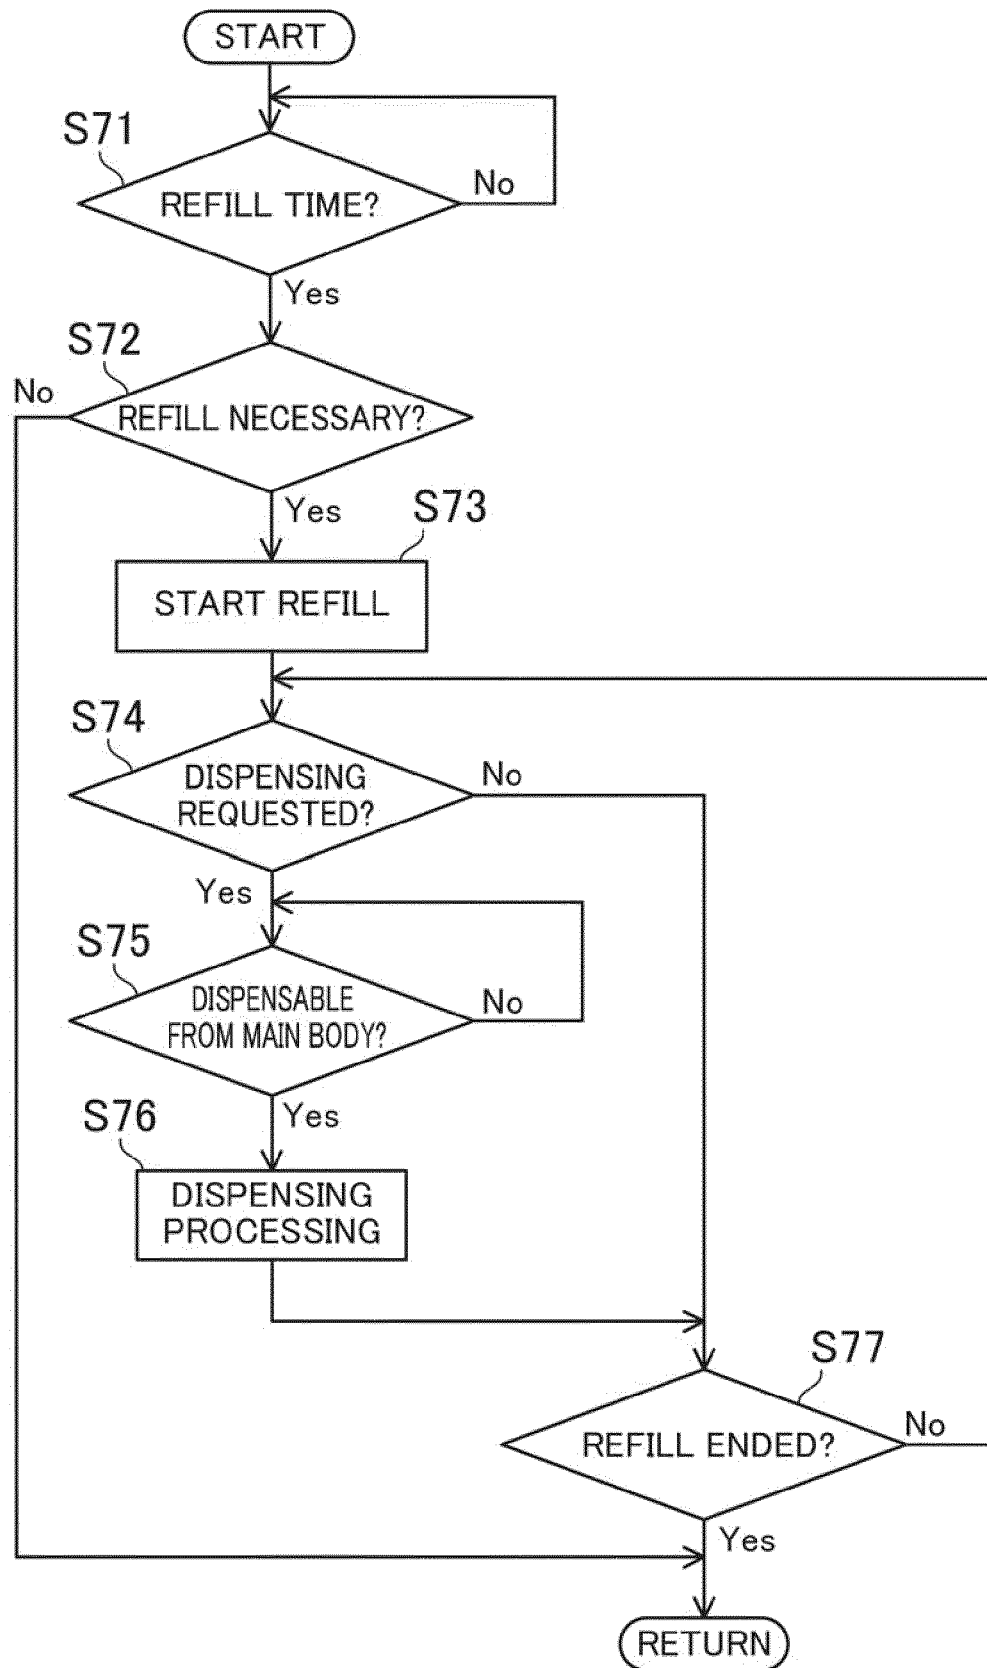 START
S71
REFILL TIME?
No
Yes
S72
No
REFILL NECESSARY?
Yes
S73
START REFILL
S74
DISPENSING
REQUESTED?
No
Yes
S75
DISPENSABLE
FROM MAIN BODY?
No
Yes
S76
DISPENSING
PROCESSING
S77
REFILL ENDED?
No
Yes
RETURN